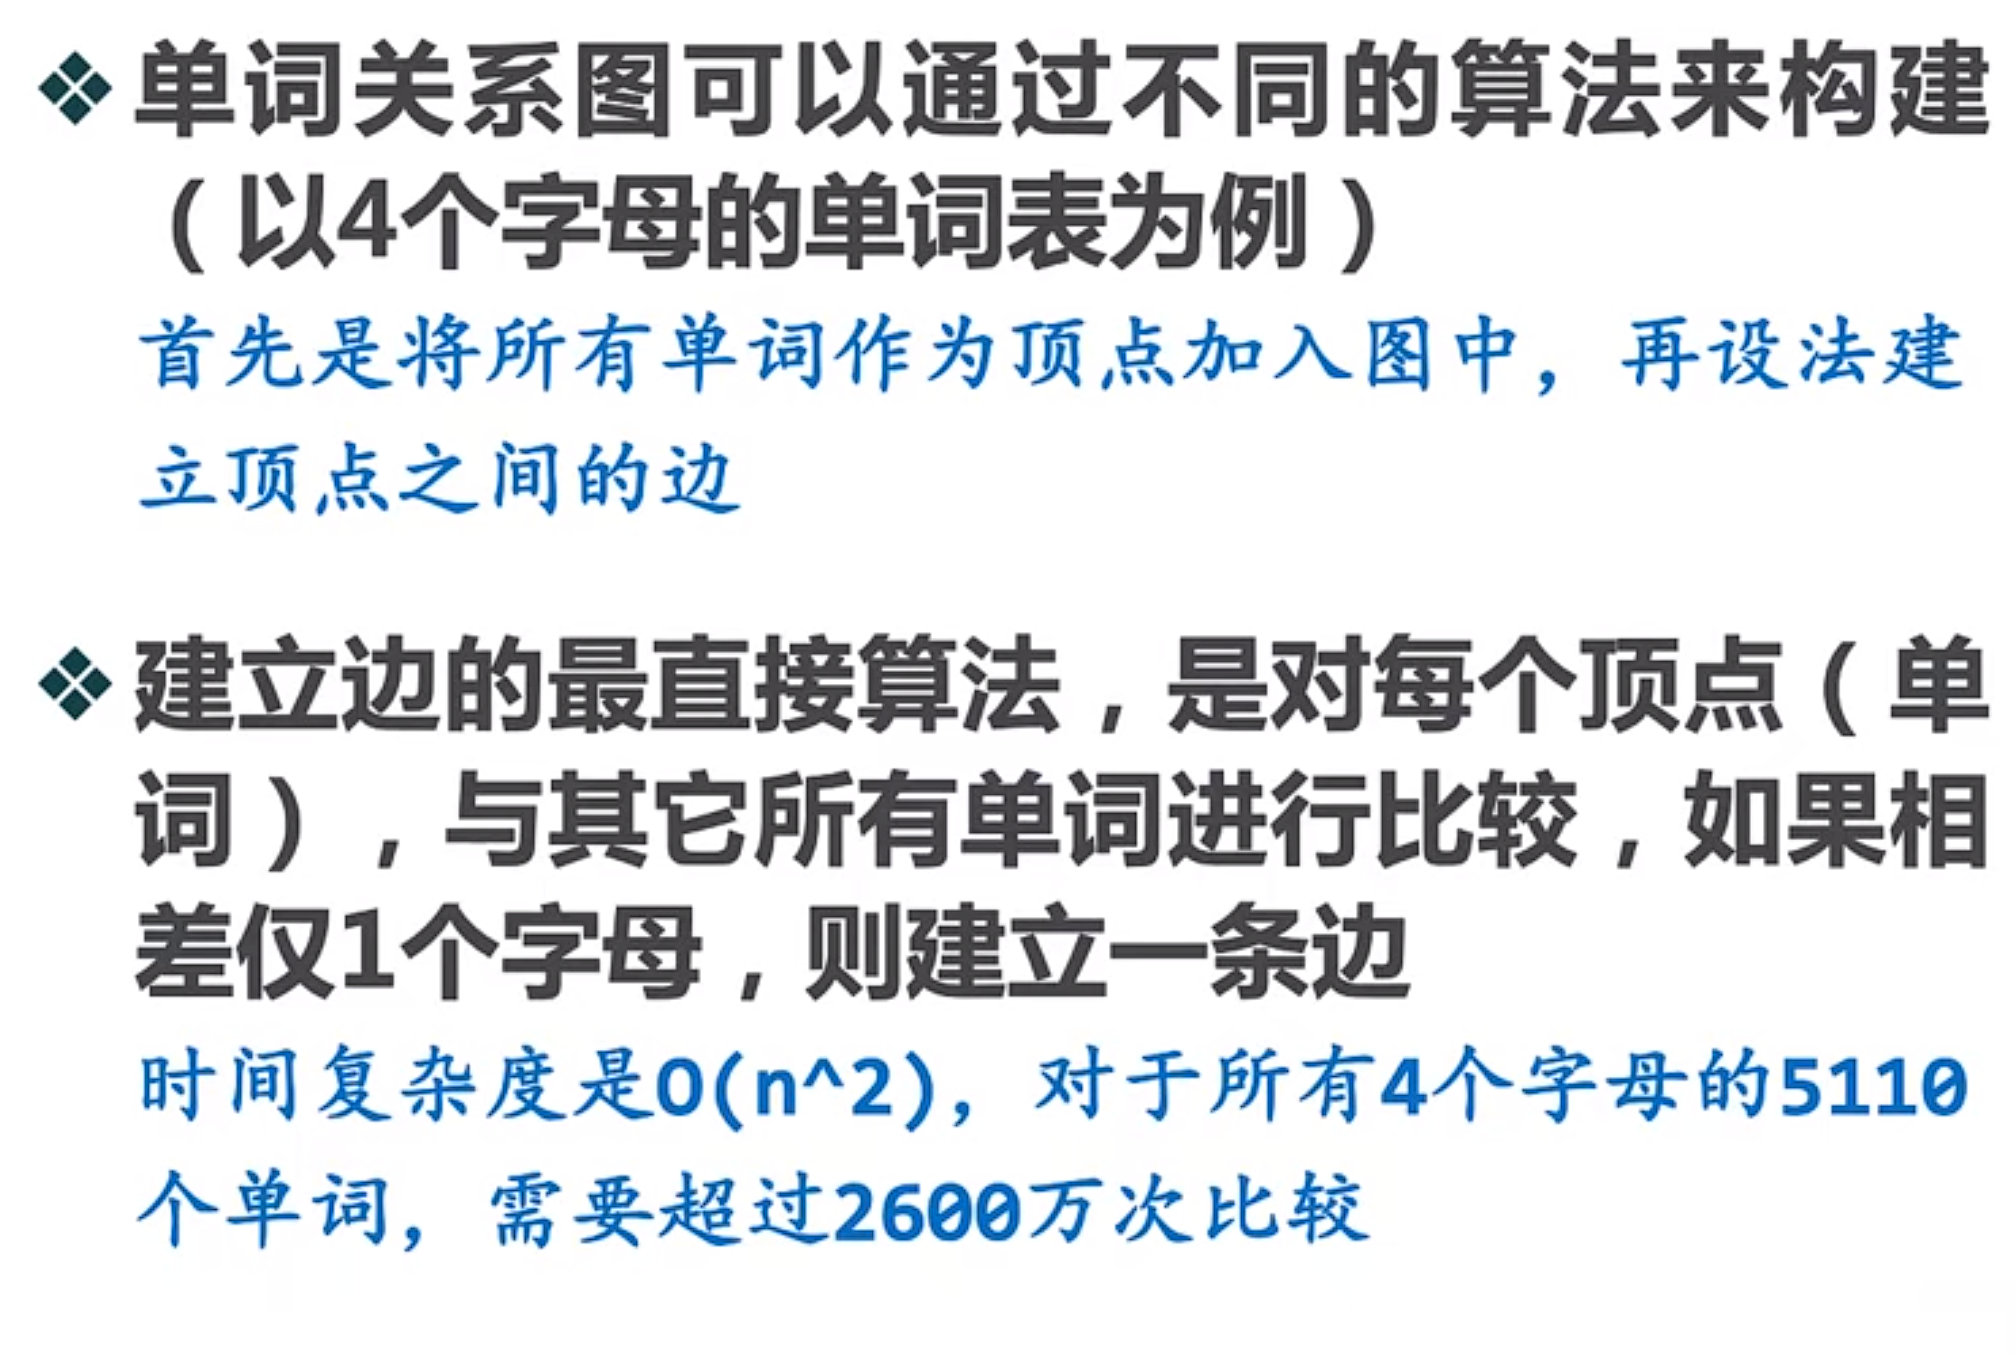 单词关系图可以通过不同的算法来构建
（以4个字母的单词表为例）
首先是将所有单词作为顶点加入图中，再设法建
立顶点之间的边
建立边的最直接算法，是对每个顶点（单
词），与其它所有单词进行比较，如果相
差仅1个字母，则建立一条边
时间复杂度是O(n^2)，对于所有4个字母的5110
个单词，需要超过2600万次比较